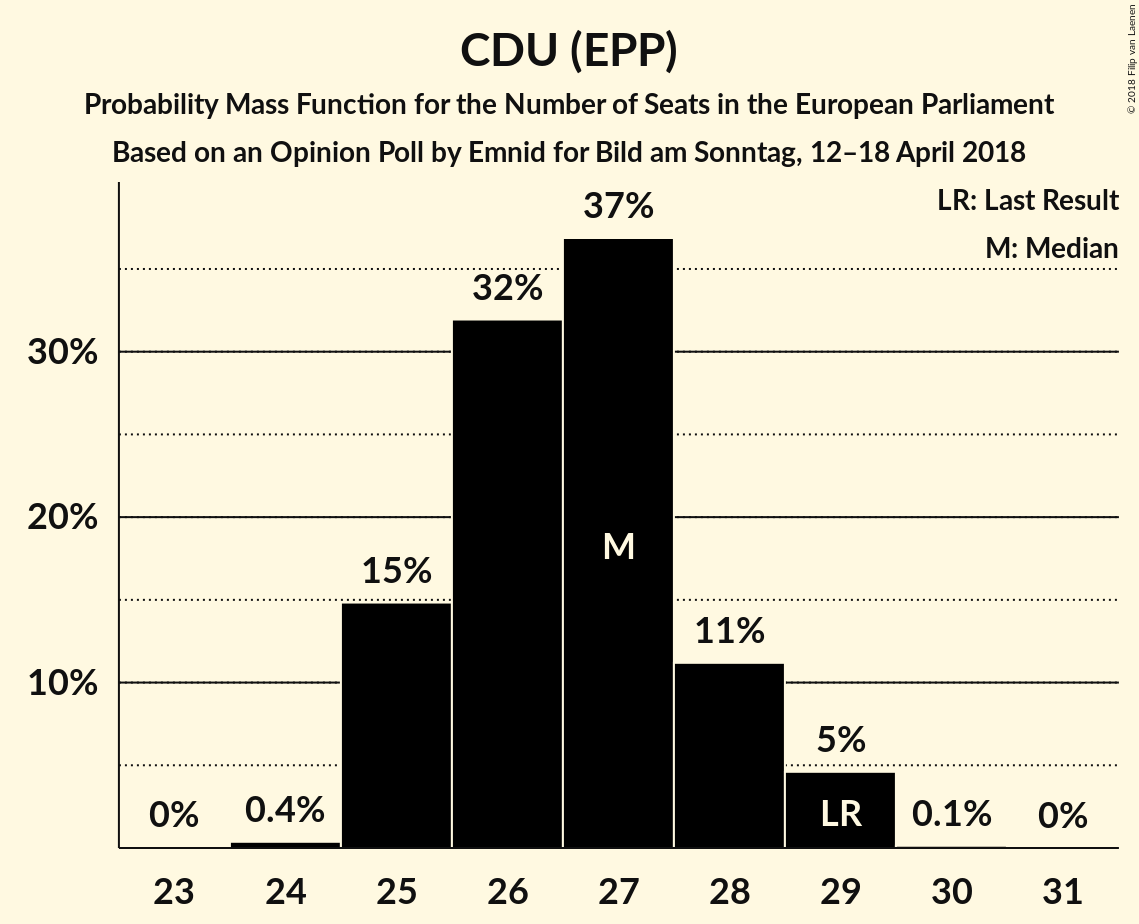 CDU (EPP)
Probability Mass Function for the Number of Seats in the European Parliament
Based on an Opinion Poll by Emnid for Bild am Sonntag, 12–18 April 2018
© 2018 Filip van Laenen
LR: Last Result
M: Median
37%
32%
30%
20%
M
15%
11%
10%
5%
0%
0.4%
LR
0.1%
0%
23 24 25 26 27 28 29 30 31